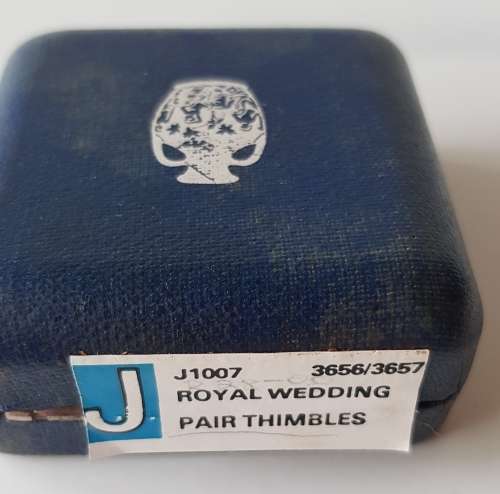 J
J1007 3656/3657
ROYAL WEDDING
PAIR THIMBLES